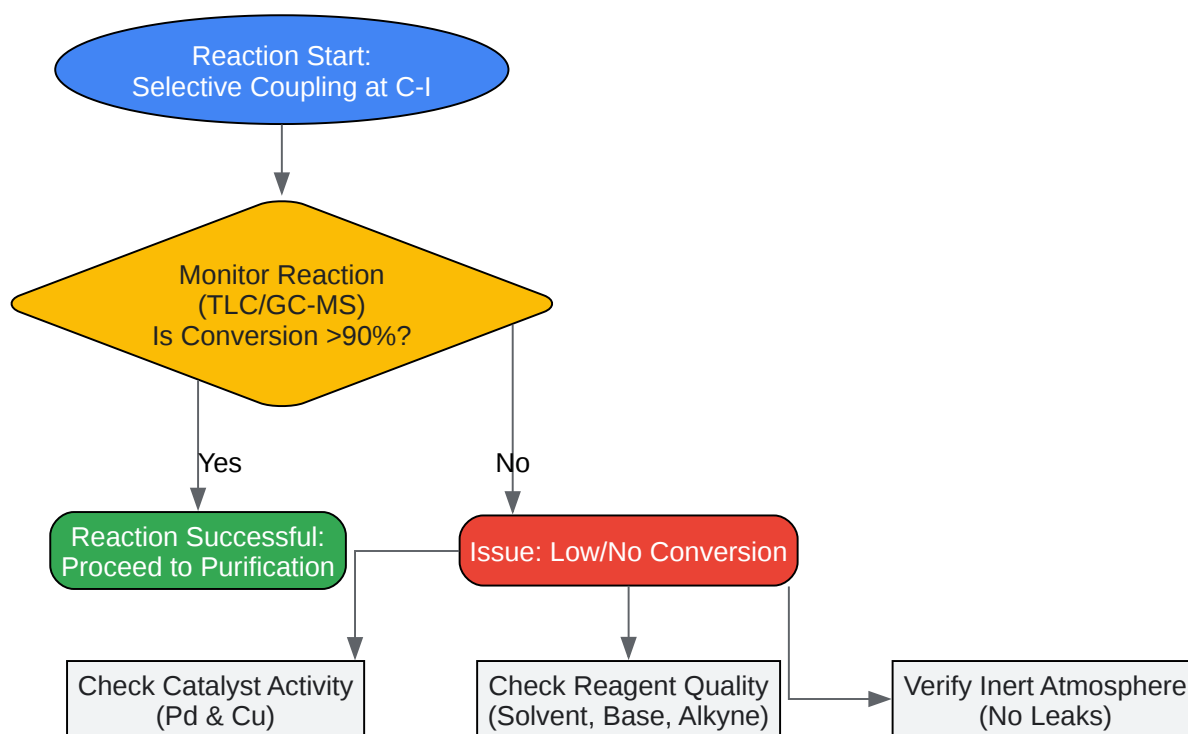 Reaction Start:
Selective Coupling at C-I
Monitor Reaction
(TLC/GC-MS)
Is Conversion >90%?
Yes
No
Reaction Successful:
Proceed to Purification
Issue: Low/No Conversion
Check Catalyst Activity
(Pd & Cu)
Check Reagent Quality
(Solvent, Base, Alkyne)
Verify Inert Atmosphere
(No Leaks)